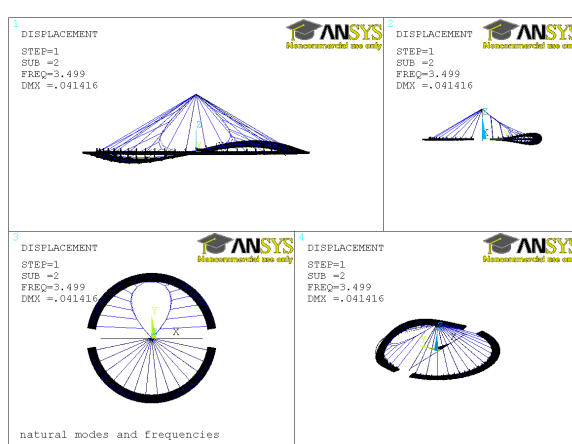 1
DISPLACEMENT
STEP=1
SUB =2
FREQ=3.499
DMX =.041416
ANSYS
Noncommercial use only
Z
2
DISPLACEMENT
STEP=1
SUB =2
FREQ=3.499
DMX =.041416
ANSYS
Noncommercial use only
3
DISPLACEMENT
STEP=1
SUB =2
FREQ=3.499
DMX =.041416
ANSYS
Noncommercial use only
Y
X
4
DISPLACEMENT
STEP=1
SUB =2
FREQ=3.499
DMX =.041416
ANSYS
Noncommercial use only
natural modes and frequencies